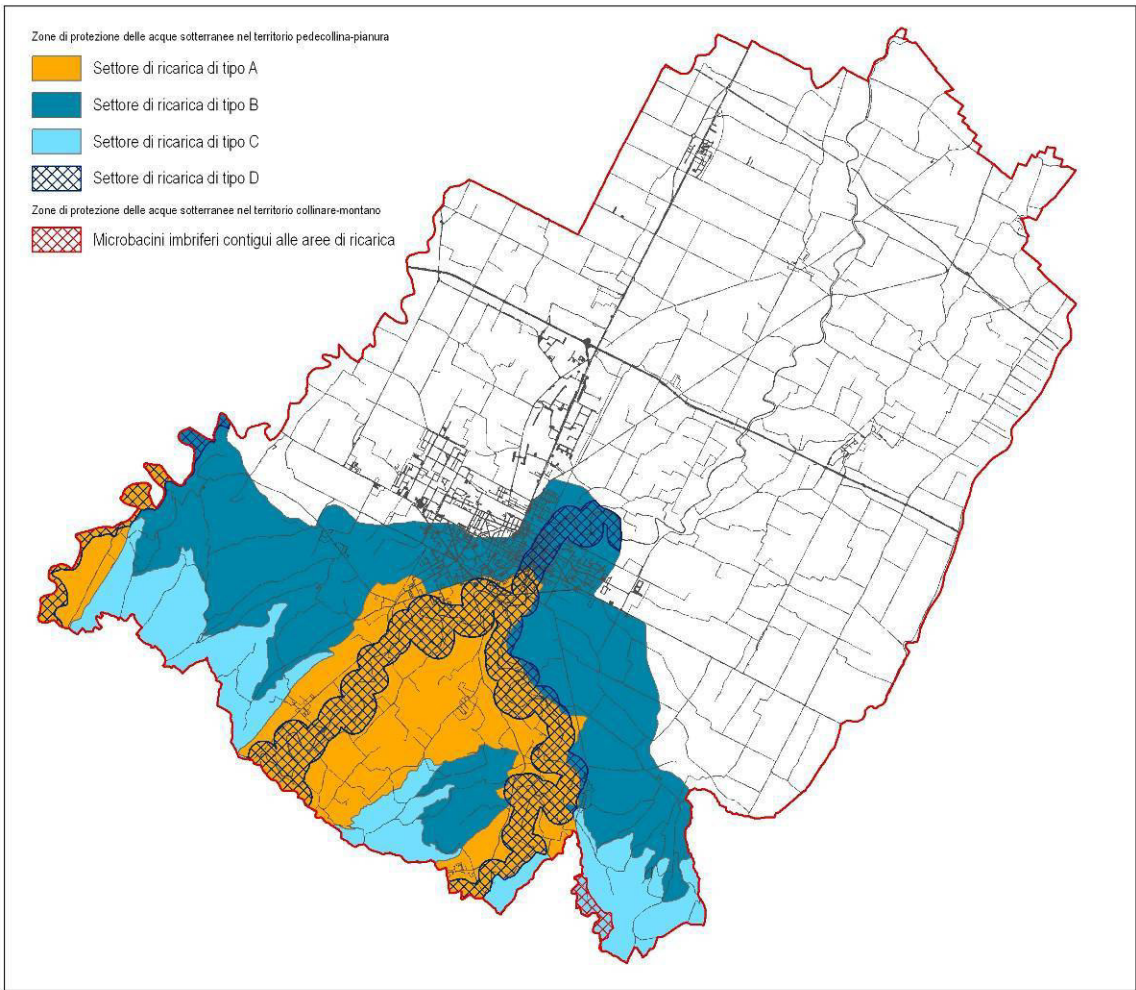 Zone di protezione delle acque sotterranee nel territorio pedecollina-pianura
Settore di ricarica di tipo A
Settore di ricarica di tipo B
Settore di ricarica di tipo C
Settore di ricarica di tipo D
Zone di protezione delle acque sotterranee nel territorio collinare-montano
Microbacini imbriferi contigui alle aree di ricarica